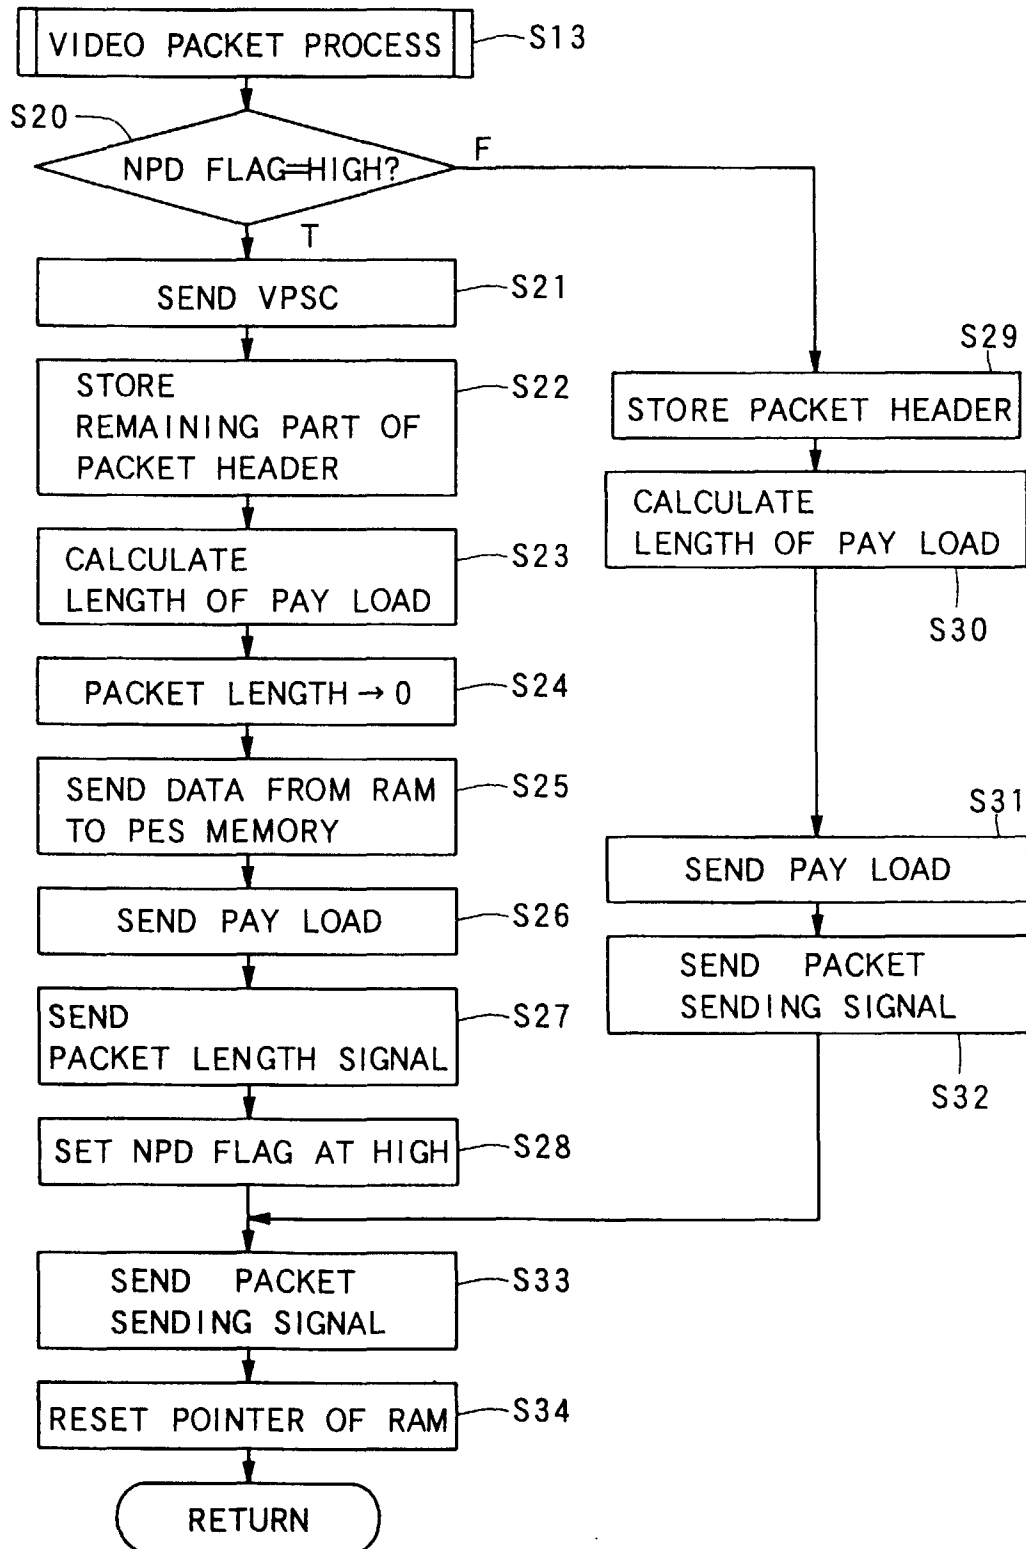 VIDEO PACKET PROCESS
S13
S20
NPD FLAG=HIGH?
F
T
SEND VPSC
S21
STORE
REMAINING PART OF
PACKET HEADER
S22
CALCULATE
LENGTH OF PAY LOAD
S23
PACKET LENGTH → 0
S24
SEND DATA FROM RAM
TO PES MEMORY
S25
SEND PAY LOAD
S26
SEND
PACKET LENGTH SIGNAL
S27
SET NPD FLAG AT HIGH
S28
S29
STORE PACKET HEADER
CALCULATE
LENGTH OF PAY LOAD
S30
S31
SEND PAY LOAD
SEND PACKET
SENDING SIGNAL
S32
SEND PACKET
SENDING SIGNAL
S33
RESET POINTER OF RAM
S34
RETURN